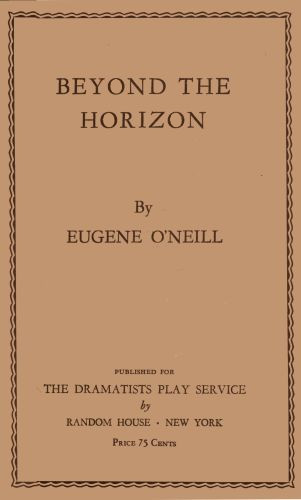 BEYOND THE
HORIZON
By
EUGENE O'NEILL
PUBLISHED FOR
THE DRAMATISTS PLAY SERVICE
by
RANDOM HOUSE · NEW YORK
PRICE 75 CENTS